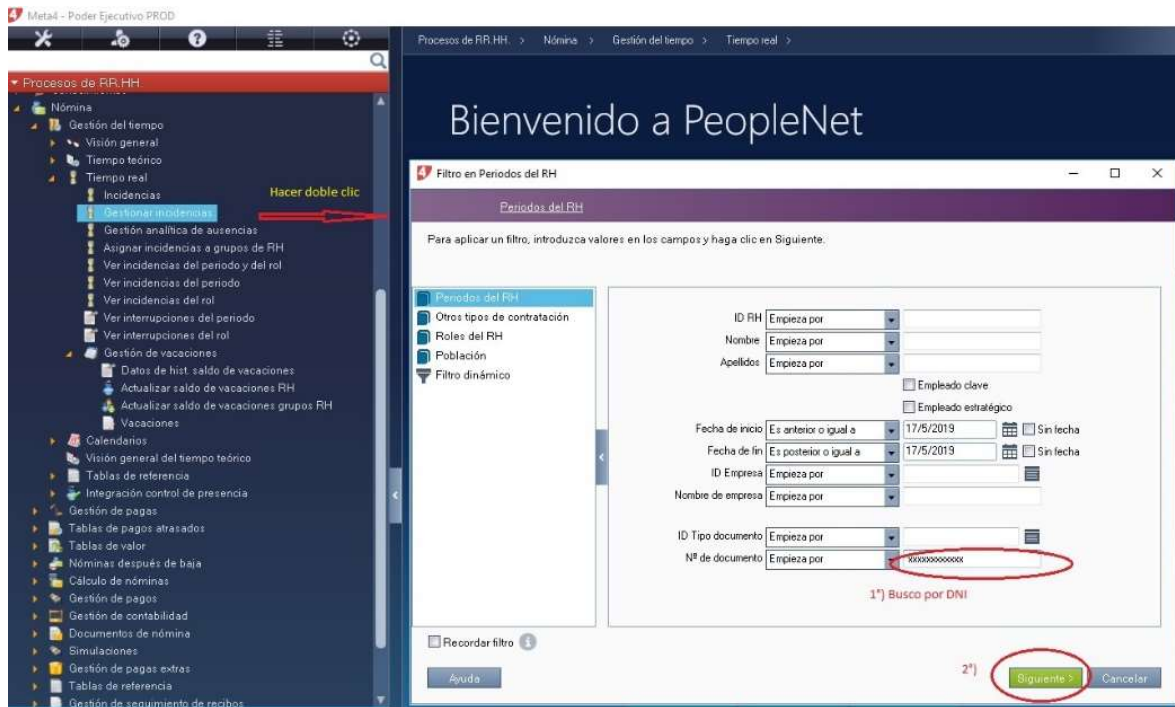 Meta4 - Poder Ejecutivo PROD
Procesos de RR.HH. > Nómina > Gestión del tiempo > Tiempo real >
Procesos de RR.HH.
Nómina
Gestión del tiempo
Visión general
Tiempo teórico
Tiempo real
Incidencias
Gestionar incidencias
Gestión analítica de ausencias
Asignar incidencias a grupos de RH
Ver incidencias del periodo y del rol
Ver incidencias del periodo
Ver incidencias del rol
Ver interrupciones del periodo
Ver interrupciones del rol
Gestión de vacaciones
Datos de hist. saldo de vacaciones
Actualizar saldo de vacaciones RH
Actualizar saldo de vacaciones grupos RH
Vacaciones
Calendarios
Visión general del tiempo teórico
Tablas de referencia
Integración control de presencia
Gestión de pagas
Tablas de pagos atrasados
Tablas de valor
Nóminas después de baja
Cálculo de nóminas
Gestión de pagos
Gestión de contabilidad
Documentos de nómina
Simulaciones
Gestión de pagas extras
Tablas de referencia
Gestión de seguimiento de recibos
Hacer doble clic
Bienvenido a PeopleNet
Filtro en Periodos del RH
Periodos del RH
Para aplicar un filtro, introduzca valores en los campos y haga clic en Siguiente.
Periodos del RH
Otros tipos de contratación
Roles del RH
Población
Filtro dinámico
ID RH Empieza por
Nombre Empieza por
Apellidos Empieza por
Empleado clave
Empleado estratégico
Fecha de inicio Es anterior o igual a 17/5/2019 Sin fecha
Fecha de fin Es posterior o igual a 17/5/2019 Sin fecha
ID Empresa Empieza por
Nombre de empresa Empieza por
ID Tipo documento Empieza por
Nº de documento Empieza por xxxxxxxxxxxx
1°) Busco por DNI
Recordar filtro
2°)
Ayuda Siguiente > Cancelar